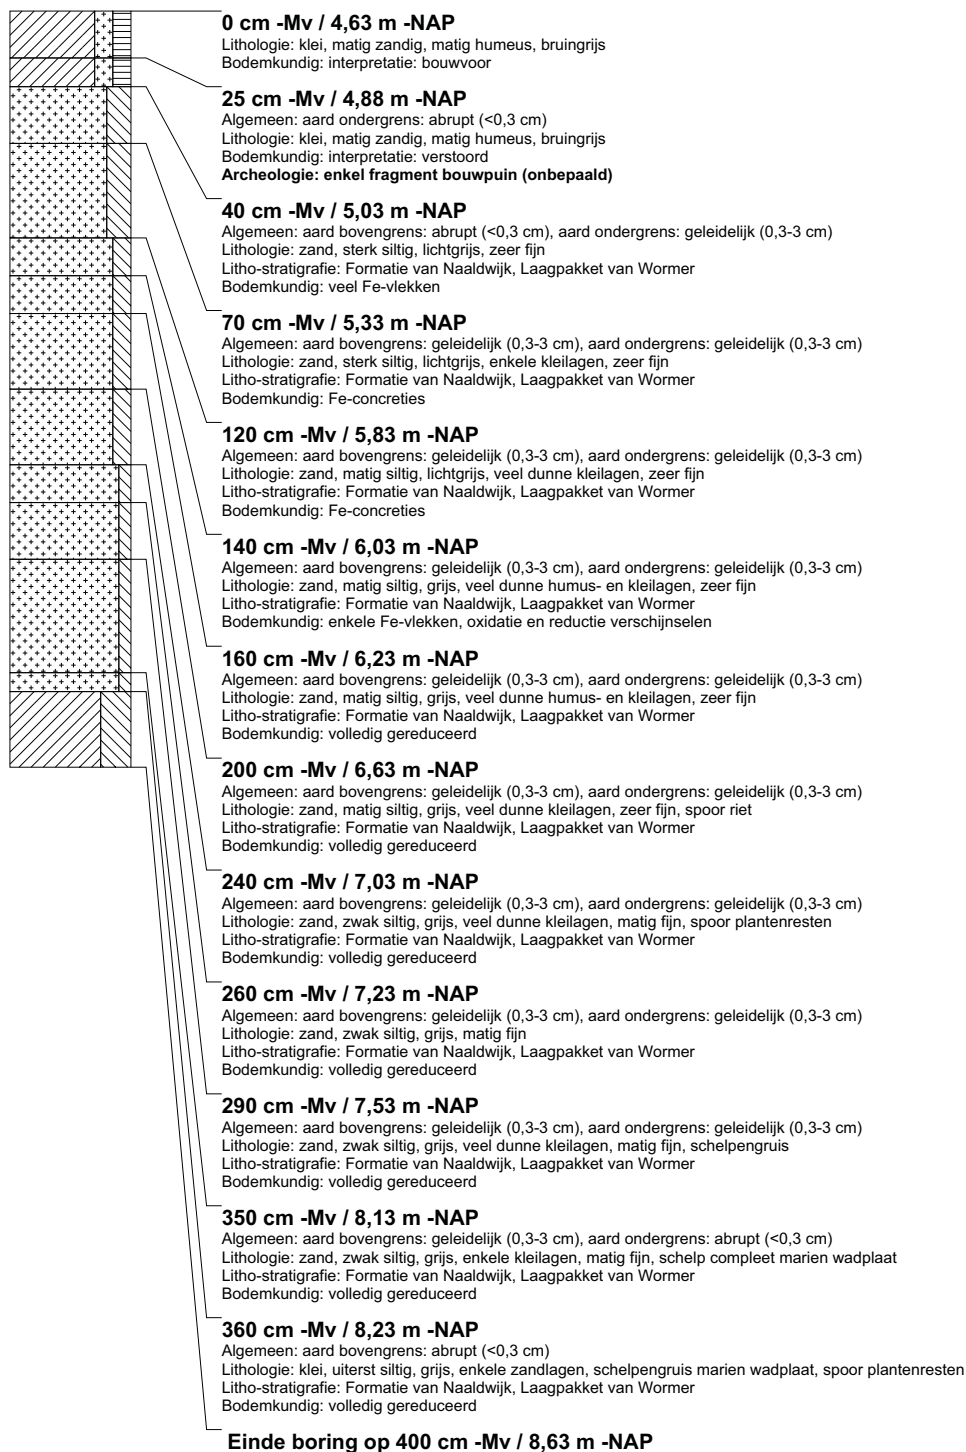 0 cm -Mv / 4,63 m -NAP
Lithologie: klei, matig zandig, matig humeus, bruingrijs
Bodemkundig: interpretatie: bouwvoor
25 cm -Mv / 4,88 m -NAP
Algemeen: aard ondergrens: abrupt (<0,3 cm)
Lithologie: klei, matig zandig, matig humeus, bruingrijs
Bodemkundig: interpretatie: verstoord
Archeologie: enkel fragment bouwpuin (onbepaald)
40 cm -Mv / 5,03 m -NAP
Algemeen: aard bovengrens: abrupt (<0,3 cm), aard ondergrens: geleidelijk (0,3-3 cm)
Lithologie: zand, sterk siltig, lichtgrijs, zeer fijn
Litho-stratigrafie: Formatie van Naaldwijk, Laagpakket van Wormer
Bodemkundig: veel Fe-vlekken
70 cm -Mv / 5,33 m -NAP
Algemeen: aard bovengrens: geleidelijk (0,3-3 cm), aard ondergrens: geleidelijk (0,3-3 cm)
Lithologie: zand, sterk siltig, lichtgrijs, enkele kleilagen, zeer fijn
Litho-stratigrafie: Formatie van Naaldwijk, Laagpakket van Wormer
Bodemkundig: Fe-concreties
120 cm -Mv / 5,83 m -NAP
Algemeen: aard bovengrens: geleidelijk (0,3-3 cm), aard ondergrens: geleidelijk (0,3-3 cm)
Lithologie: zand, matig siltig, lichtgrijs, veel dunne kleilagen, zeer fijn
Litho-stratigrafie: Formatie van Naaldwijk, Laagpakket van Wormer
Bodemkundig: Fe-concreties
140 cm -Mv / 6,03 m -NAP
Algemeen: aard bovengrens: geleidelijk (0,3-3 cm), aard ondergrens: geleidelijk (0,3-3 cm)
Lithologie: zand, matig siltig, grijs, veel dunne humus- en kleilagen, zeer fijn
Litho-stratigrafie: Formatie van Naaldwijk, Laagpakket van Wormer
Bodemkundig: enkele Fe-vlekken, oxidatie en reductie verschijnselen
160 cm -Mv / 6,23 m -NAP
Algemeen: aard bovengrens: geleidelijk (0,3-3 cm), aard ondergrens: geleidelijk (0,3-3 cm)
Lithologie: zand, matig siltig, grijs, veel dunne humus- en kleilagen, zeer fijn
Litho-stratigrafie: Formatie van Naaldwijk, Laagpakket van Wormer
Bodemkundig: volledig gereduceerd
200 cm -Mv / 6,63 m -NAP
Algemeen: aard bovengrens: geleidelijk (0,3-3 cm), aard ondergrens: geleidelijk (0,3-3 cm)
Lithologie: zand, matig siltig, grijs, veel dunne kleilagen, zeer fijn, spoor riet
Litho-stratigrafie: Formatie van Naaldwijk, Laagpakket van Wormer
Bodemkundig: volledig gereduceerd
240 cm -Mv / 7,03 m -NAP
Algemeen: aard bovengrens: geleidelijk (0,3-3 cm), aard ondergrens: geleidelijk (0,3-3 cm)
Lithologie: zand, zwak siltig, grijs, veel dunne kleilagen, matig fijn, spoor plantenresten
Litho-stratigrafie: Formatie van Naaldwijk, Laagpakket van Wormer
Bodemkundig: volledig gereduceerd
260 cm -Mv / 7,23 m -NAP
Algemeen: aard bovengrens: geleidelijk (0,3-3 cm), aard ondergrens: geleidelijk (0,3-3 cm)
Lithologie: zand, zwak siltig, grijs, matig fijn
Litho-stratigrafie: Formatie van Naaldwijk, Laagpakket van Wormer
Bodemkundig: volledig gereduceerd
290 cm -Mv / 7,53 m -NAP
Algemeen: aard bovengrens: geleidelijk (0,3-3 cm), aard ondergrens: geleidelijk (0,3-3 cm)
Lithologie: zand, zwak siltig, grijs, veel dunne kleilagen, matig fijn, schelpengruis
Litho-stratigrafie: Formatie van Naaldwijk, Laagpakket van Wormer
Bodemkundig: volledig gereduceerd
350 cm -Mv / 8,13 m -NAP
Algemeen: aard bovengrens: geleidelijk (0,3-3 cm), aard ondergrens: abrupt (<0,3 cm)
Lithologie: zand, zwak siltig, grijs, enkele kleilagen, matig fijn, schelp compleet marien wadplaat
Litho-stratigrafie: Formatie van Naaldwijk, Laagpakket van Wormer
Bodemkundig: volledig gereduceerd
360 cm -Mv / 8,23 m -NAP
Algemeen: aard bovengrens: abrupt (<0,3 cm)
Lithologie: klei, uiterst siltig, grijs, enkele zandlagen, schelpengruis marien wadplaat, spoor plantenresten
Litho-stratigrafie: Formatie van Naaldwijk, Laagpakket van Wormer
Bodemkundig: volledig gereduceerd
Einde boring op 400 cm -Mv / 8,63 m -NAP